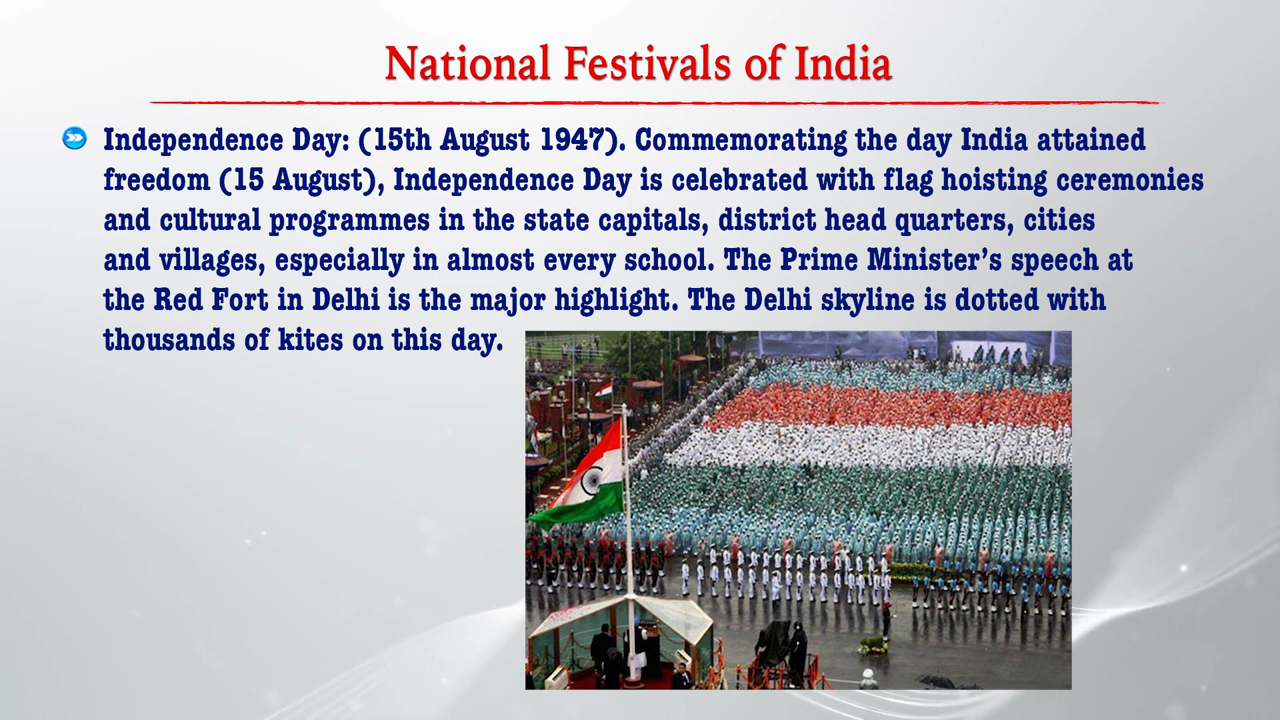 National Festivals of India
Independence Day: (15th August 1947). Commemorating the day India attained
freedom (15 August), Independence Day is celebrated with flag hoisting ceremonies
and cultural programmes in the state capitals, district head quarters, cities
and villages, especially in almost every school. The Prime Minister’s speech at
the Red Fort in Delhi is the major highlight. The Delhi skyline is dotted with
thousands of kites on this day.